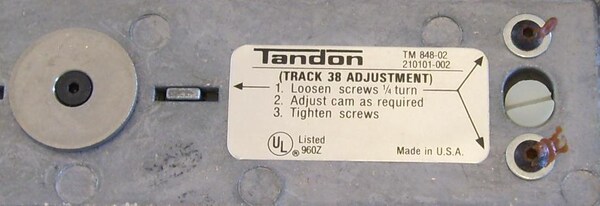 Tandon
TM 848-02
210101-002
(TRACK 38 ADJUSTMENT)
1. Loosen screws ¼ turn
2. Adjust cam as required
3. Tighten screws
UL ® Listed
960Z
Made in U.S.A.